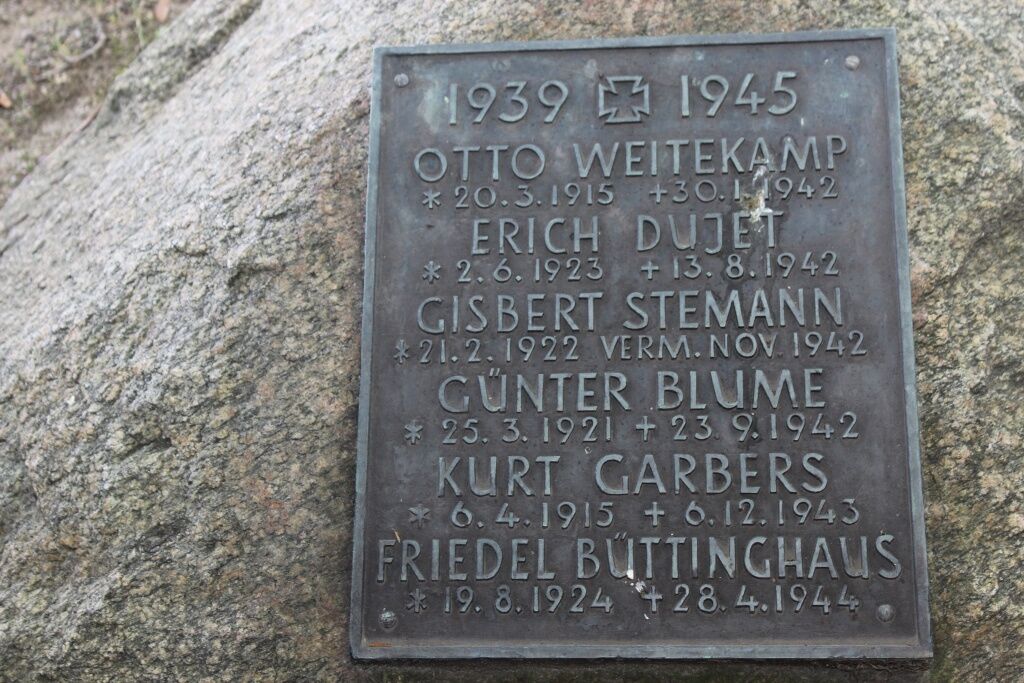 1939 1945
OTTO WEITEKAMP
*20.3.1915 +30.1.1942
ERICH DUJET
* 2.6.1923 + 13.8.1942
GISBERT STEMANN
*21.2.1922 VERM.NOV.1942
GÜNTER BLUME
* 25.3.1921 + 23.9.1942
KURT GARBERS
* 6.4.1915 + 6.12.1943
FRIEDEL BÜTTINGHAUS
* 19.8.1924 +28.4.1944